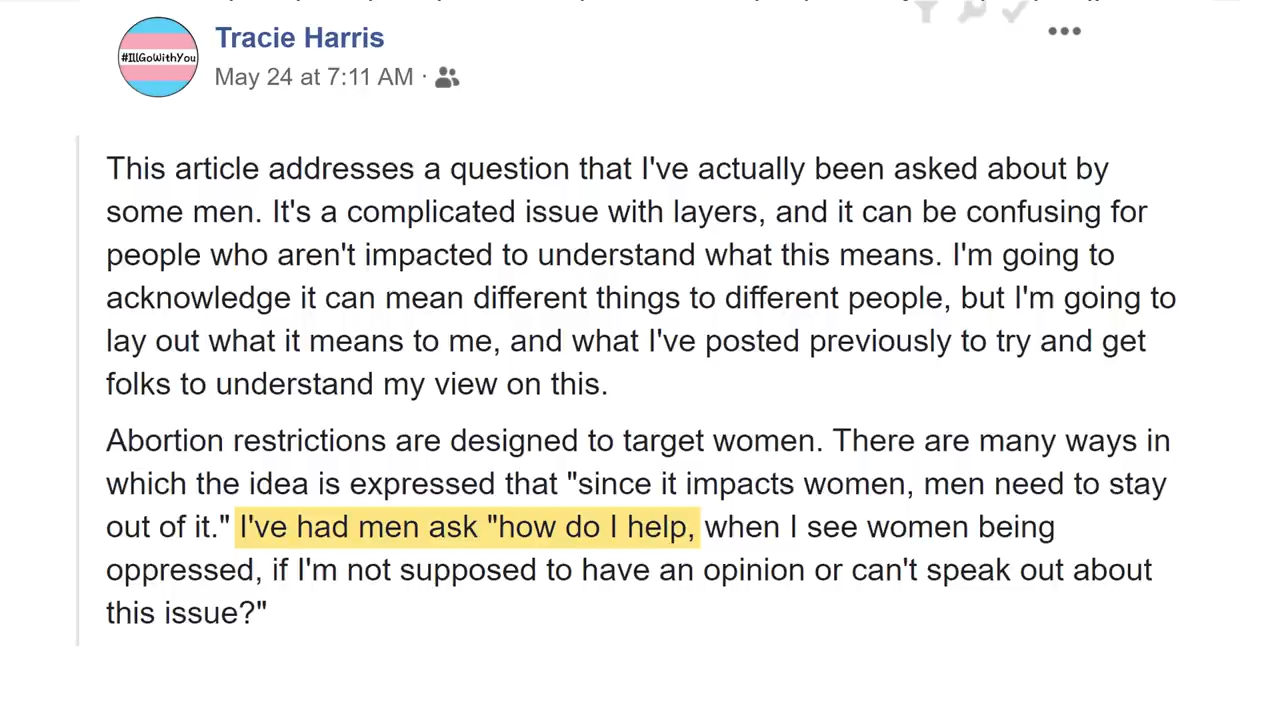 Tracie Harris
#IllGoWithYou
May 24 at 7:11 AM ·
This article addresses a question that I've actually been asked about by
some men. It's a complicated issue with layers, and it can be confusing for
people who aren't impacted to understand what this means. I'm going to
acknowledge it can mean different things to different people, but I'm going to
lay out what it means to me, and what I've posted previously to try and get
folks to understand my view on this.
Abortion restrictions are designed to target women. There are many ways in
which the idea is expressed that "since it impacts women, men need to stay
out of it." I've had men ask "how do I help, when I see women being
oppressed, if I'm not supposed to have an opinion or can't speak out about
this issue?"